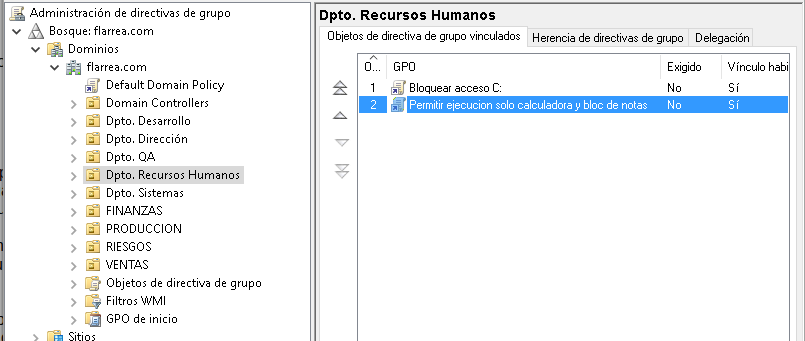 Administración de directivas de grupo
Bosque: flarrea.com
Dominios
flarrea.com
Default Domain Policy
Domain Controllers
Dpto. Desarrollo
Dpto. Dirección
Dpto. QA
Dpto. Recursos Humanos
Dpto. Sistemas
FINANZAS
PRODUCCION
RIESGOS
VENTAS
Objetos de directiva de grupo
Filtros WMI
GPO de inicio
Sitios
Dpto. Recursos Humanos
Objetos de directiva de grupo vinculados Herencia de directivas de grupo Delegación
O... GPO Exigido Vínculo habi
1 Bloquear acceso C: No Sí
2 Permitir ejecucion solo calculadora y bloc de notas No Sí